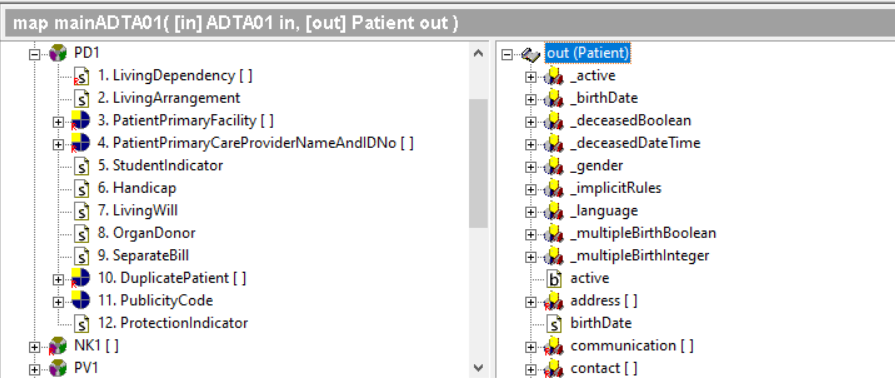 map mainADTA01( [in] ADTA01 in, [out] Patient out )
PD1
1. LivingDependency [ ]
2. LivingArrangement
3. PatientPrimaryFacility [ ]
4. PatientPrimaryCareProviderNameAndIDNo [ ]
5. StudentIndicator
6. Handicap
7. LivingWill
8. OrganDonor
9. SeparateBill
10. DuplicatePatient [ ]
11. PublicityCode
12. ProtectionIndicator
NK1 [ ]
PV1
out (Patient)
_active
_birthDate
_deceasedBoolean
_deceasedDateTime
_gender
_implicitRules
_language
_multipleBirthBoolean
_multipleBirthInteger
active
address [ ]
birthDate
communication [ ]
contact [ ]